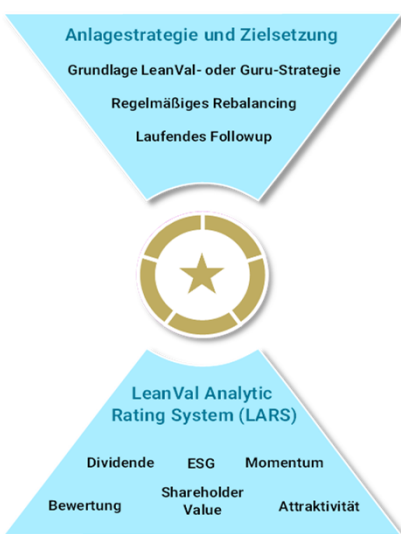 Anlagestrategie und Zielsetzung
Grundlage LeanVal- oder Guru-Strategie
Regelmäßiges Rebalancing
Laufendes Followup
LeanVal Analytic
Rating System (LARS)
Dividende ESG Momentum
Bewertung Shareholder Value Attraktivität